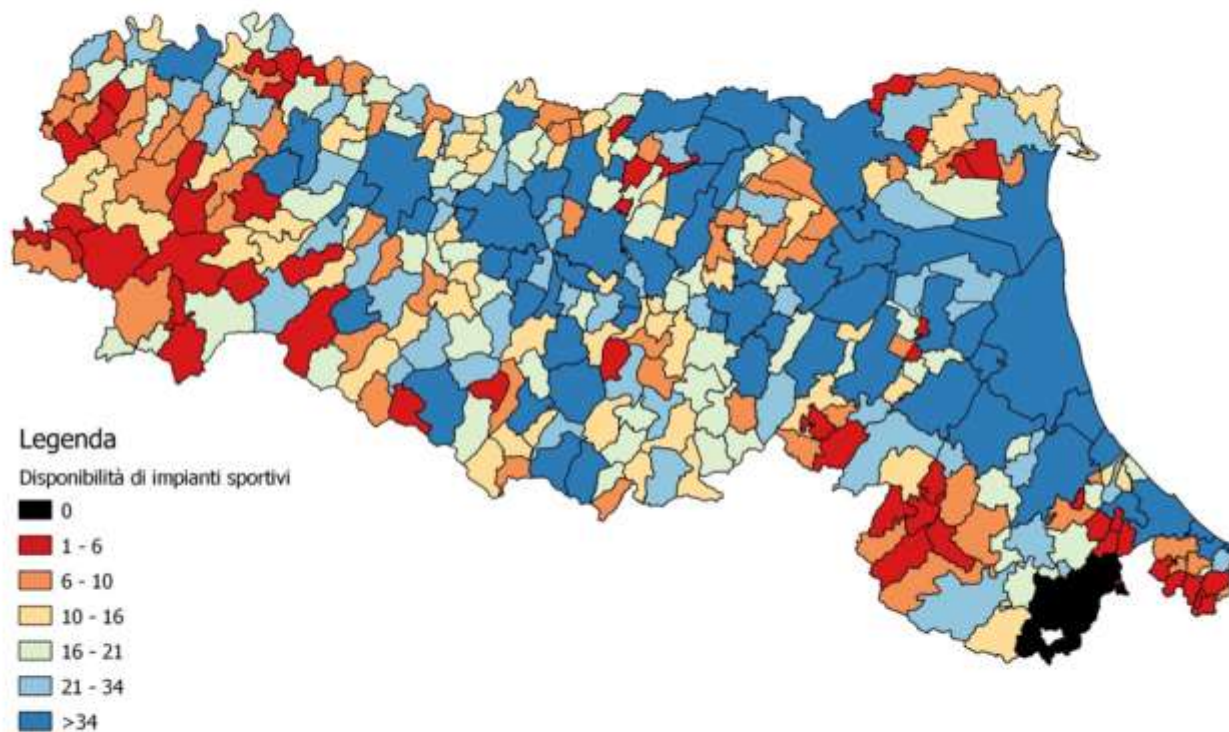 Legenda
Disponibilità di impianti sportivi
0
1 - 6
6 - 10
10 - 16
16 - 21
21 - 34
>34